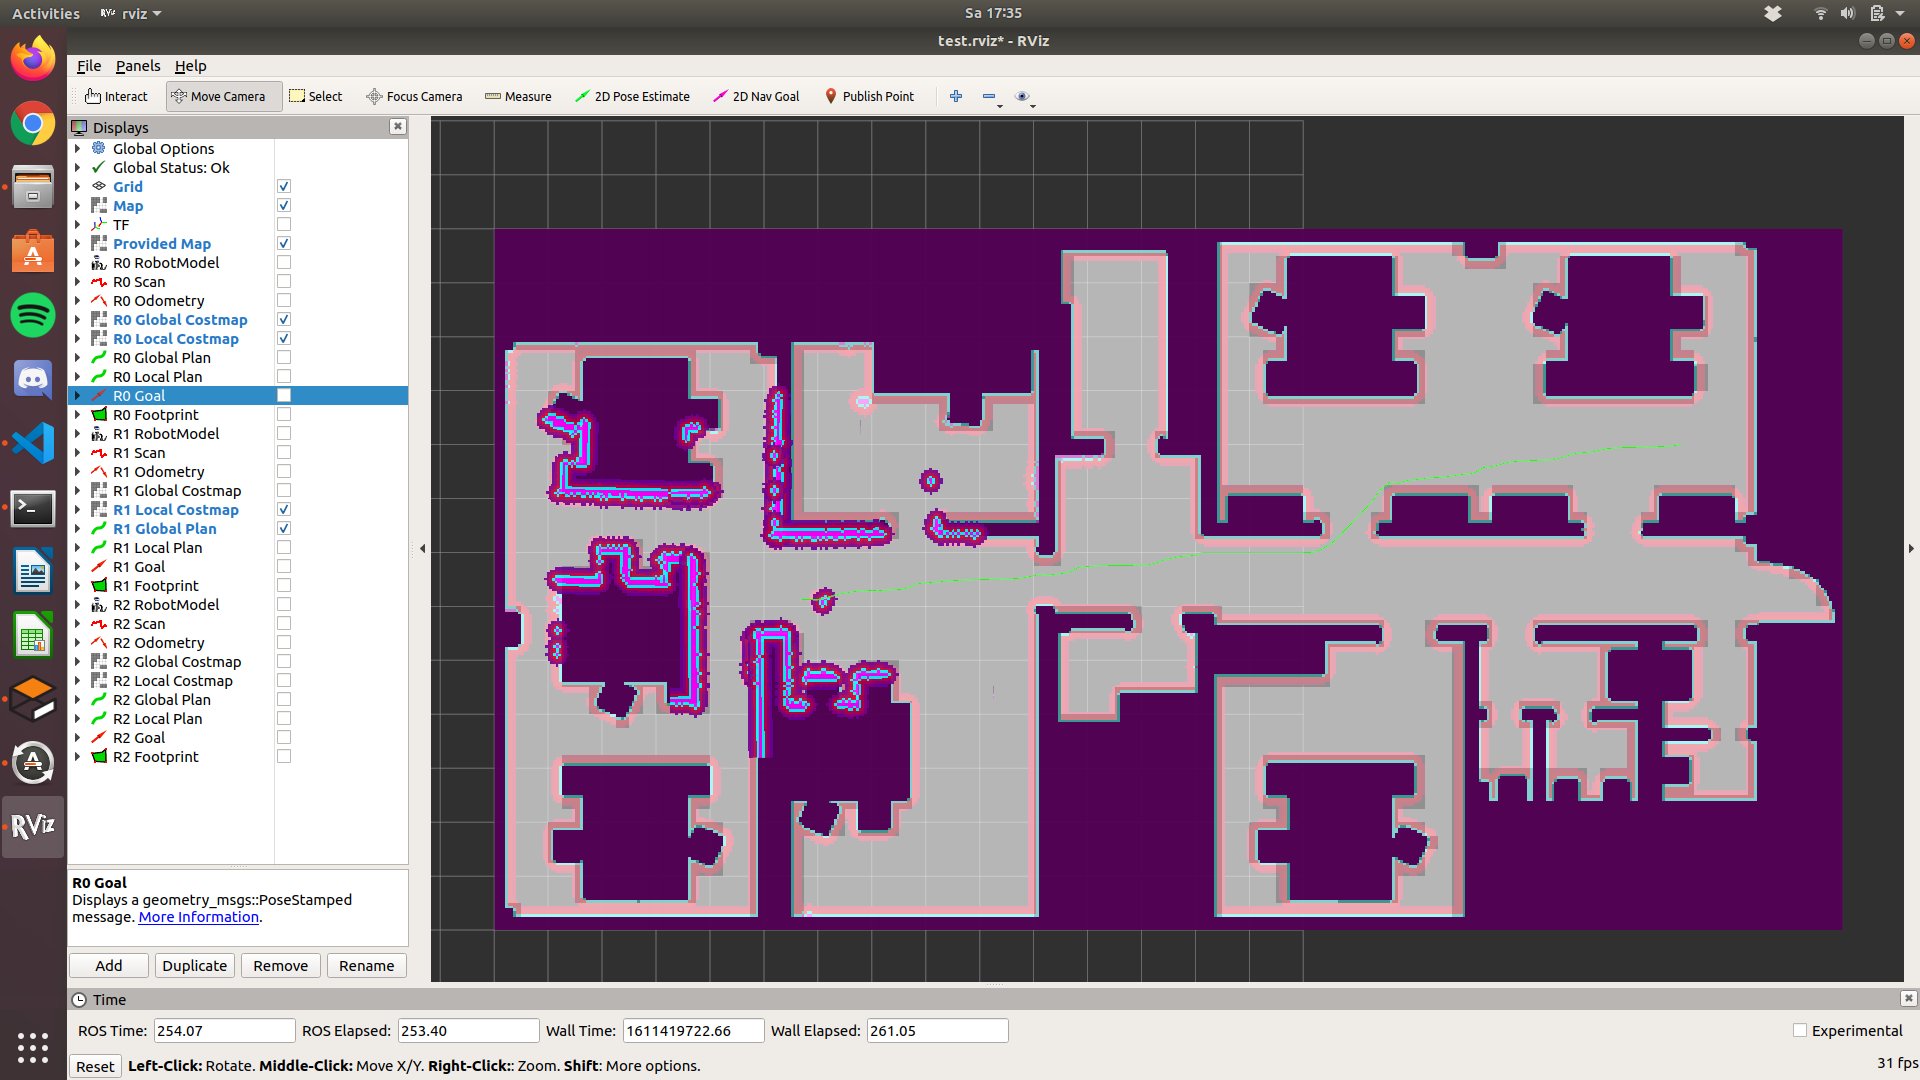 Activities
RViz
rviz
Sa 17:35
test.rviz* - RViz
File Panels Help
Interact Move Camera Select Focus Camera Measure 2D Pose Estimate 2D Nav Goal Publish Point
Displays
Global Options
Global Status: Ok
Grid
Map
TF
Provided Map
R0 RobotModel
R0 Scan
R0 Odometry
R0 Global Costmap
R0 Local Costmap
R0 Global Plan
R0 Local Plan
R0 Goal
R0 Footprint
R1 RobotModel
R1 Scan
R1 Odometry
R1 Global Costmap
R1 Local Costmap
R1 Global Plan
R1 Local Plan
R1 Goal
R1 Footprint
R2 RobotModel
R2 Scan
R2 Odometry
R2 Global Costmap
R2 Local Costmap
R2 Global Plan
R2 Local Plan
R2 Goal
R2 Footprint
RViz
R0 Goal
Displays a geometry_msgs::PoseStamped
message. More Information.
Add Duplicate Remove Rename
Time
ROS Time: 254.07 ROS Elapsed: 253.40 Wall Time: 1611419722.66 Wall Elapsed: 261.05 Experimental
Reset Left-Click: Rotate. Middle-Click: Move X/Y. Right-Click:: Zoom. Shift: More options. 31 fps